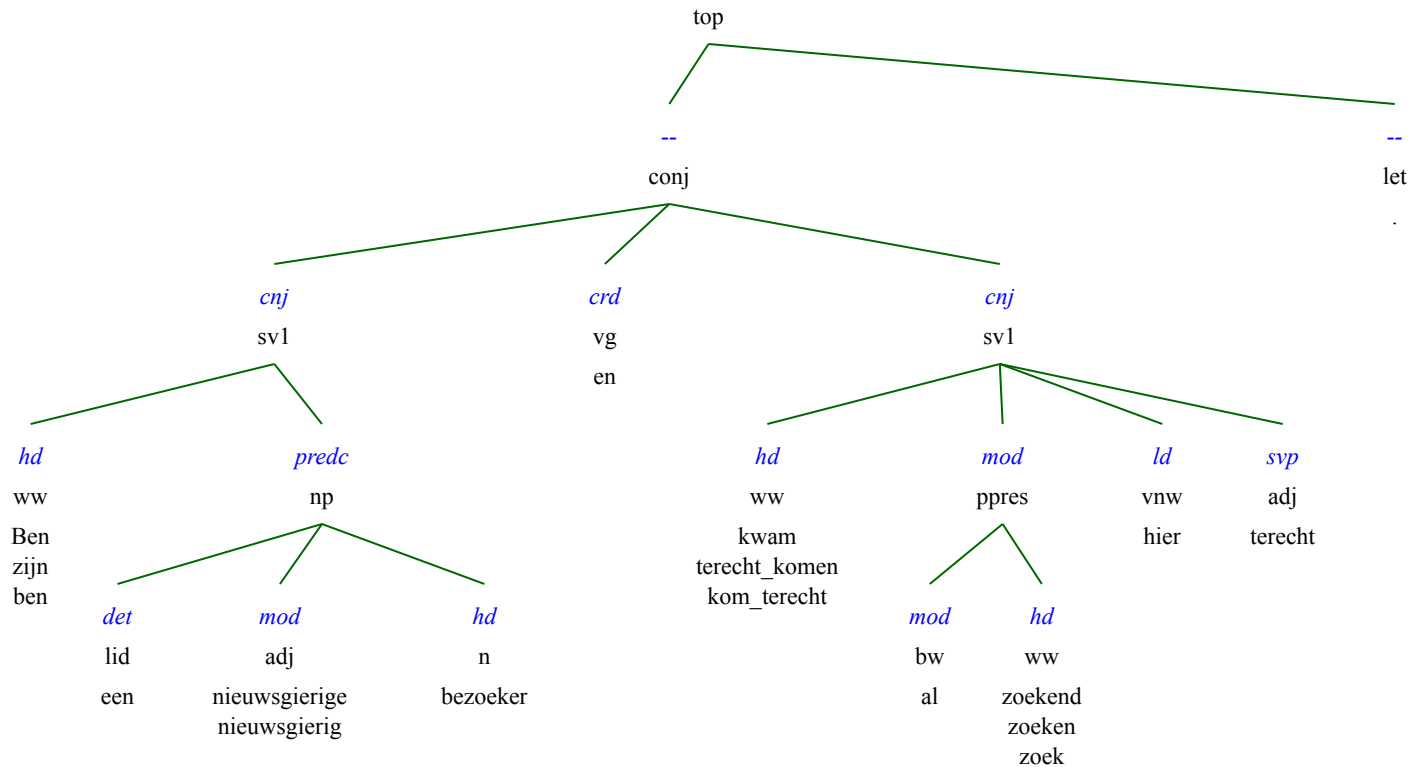 top
-- --
conj let
.
cnj crd cnj
sv1 vg sv1
en
hd predc hd mod ld svp
ww np ww ppres vnw adj
Ben kwam hier terecht
zijn terecht_komen
ben kom_terecht
det mod hd mod hd
lid adj n bw ww
een nieuwsgierige bezoeker al zoekend
nieuwsgierig zoeken
zoek